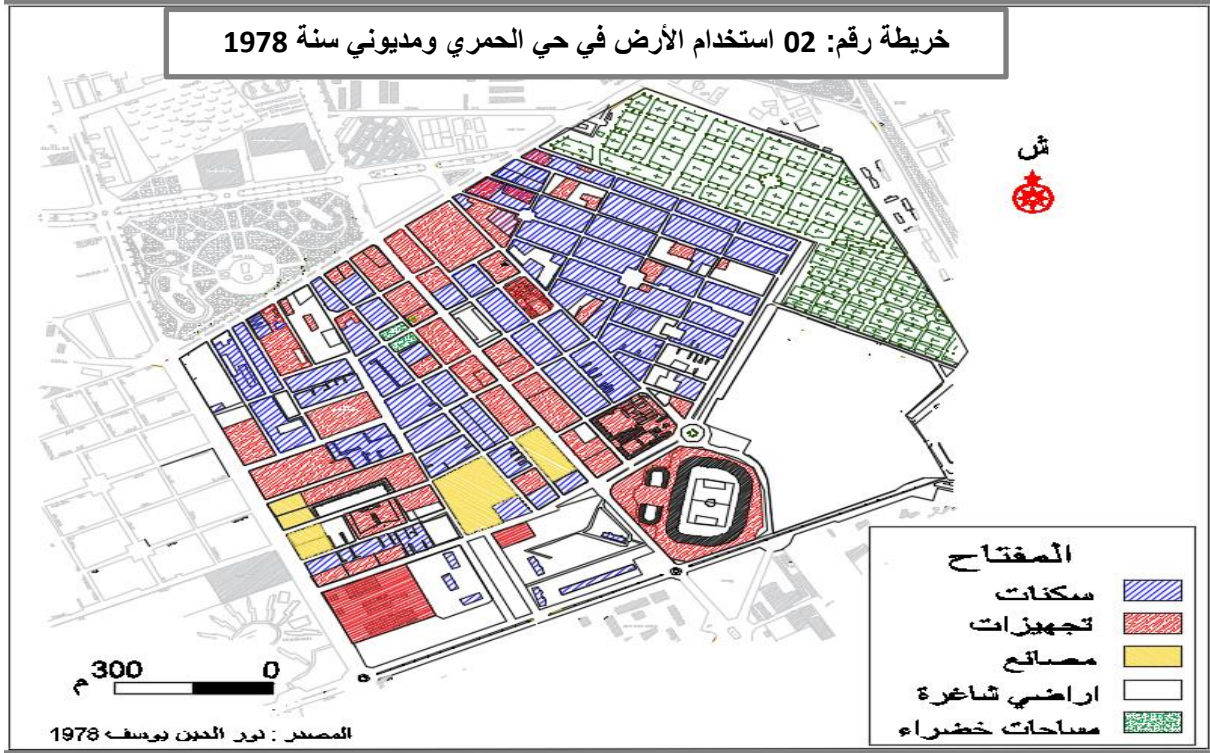 خريطة رقم: 02 استخدام الأرض في حي الحمري ومديوني سنة 1978
ش
المفتاح
سكنات
تجهيزات
مصانع
اراضي شاغرة
مساحات خضراء
300 0 م
المصدر : نور الدين يوسف 1978